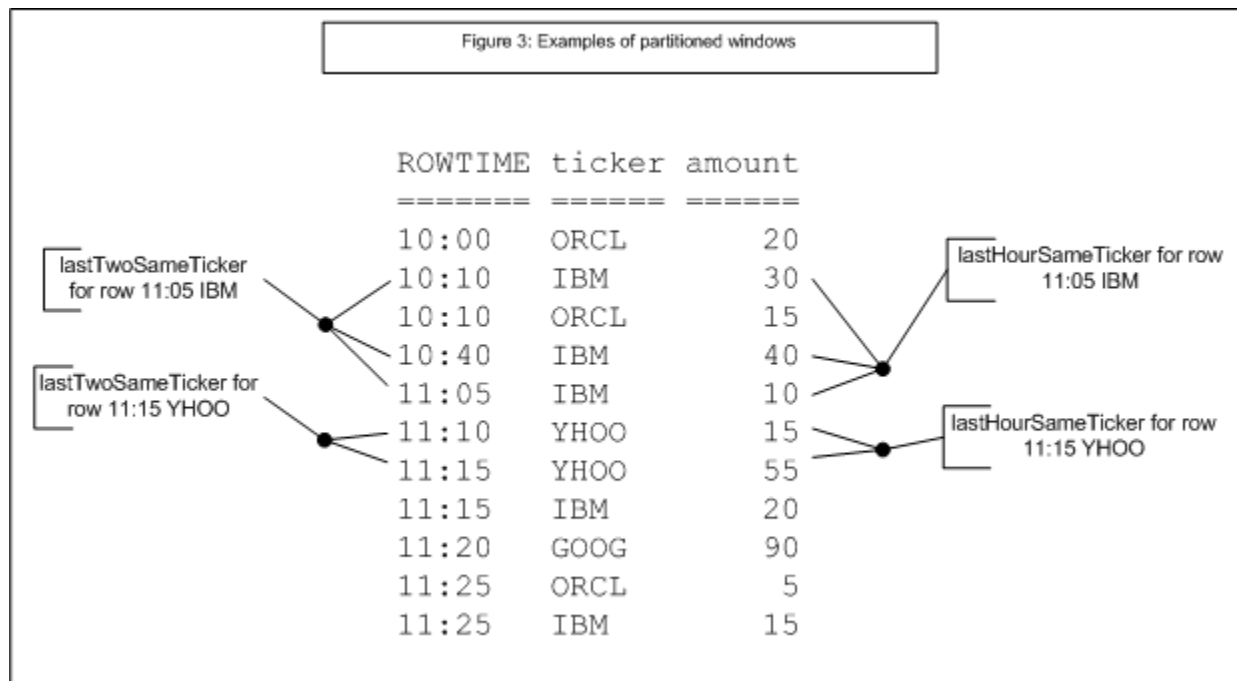 Figure 3: Examples of partitioned windows
ROWTIME ticker amount
======= ====== ======
10:00 ORCL 20
10:10 IBM 30
10:10 ORCL 15
10:40 IBM 40
11:05 IBM 10
11:10 YHOO 15
11:15 YHOO 55
11:15 IBM 20
11:20 GOOG 90
11:25 ORCL 5
11:25 IBM 15
lastTwoSameTicker
for row 11:05 IBM
lastTwoSameTicker for
row 11:15 YHOO
lastHourSameTicker for row
11:05 IBM
lastHourSameTicker for row
11:15 YHOO